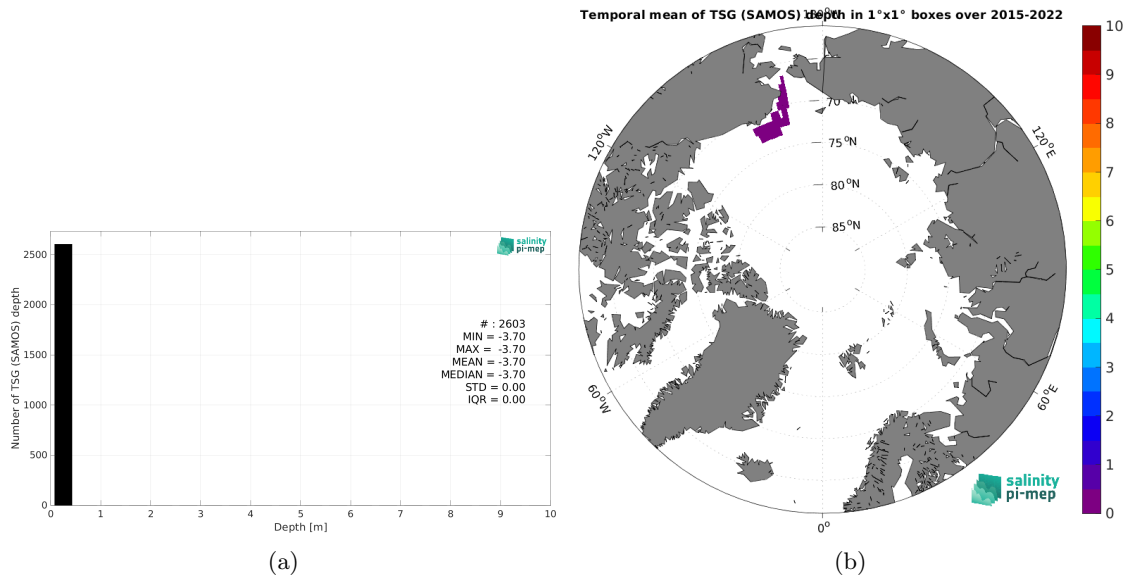 2500
2000
1500
1000
500
0
Number of TSG (SAMOS) depth
0 1 2 3 4 5 6 7 8 9 10
Depth [m]
salinity
pi-mep
# : 2603
MIN = -3.70
MAX = -3.70
MEAN = -3.70
MEDIAN = -3.70
STD = 0.00
IQR = 0.00
(a)
Temporal mean of TSG (SAMOS) depth in 1°x1° boxes over 2015-2022
180°W
120°W
120°E
60°W
60°E
0°
70°N
75°N
80°N
85°N
10
9
8
7
6
5
4
3
2
1
0
salinity
pi-mep
(b)